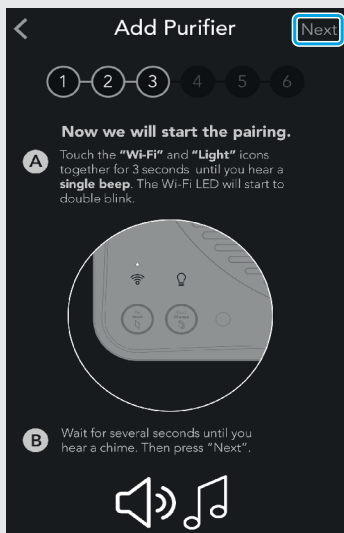 Add Purifier
Next
1 2 3 4 5 6
Now we will start the pairing.
A
Touch the "Wi-Fi" and "Light" icons
together for 3 seconds until you hear a
single beep. The Wi-Fi LED will start to
double blink.
B
Wait for several seconds until you
hear a chime. Then press "Next".